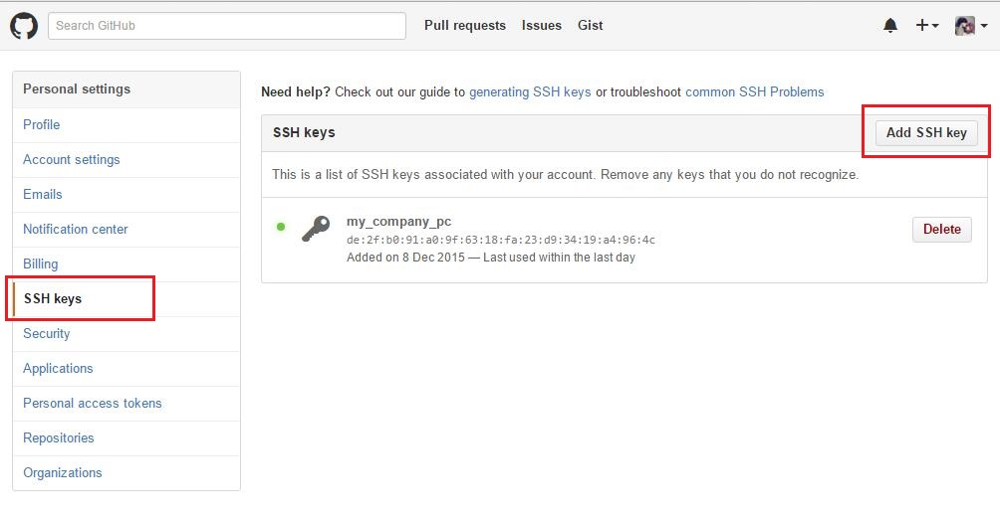 Search GitHub
Pull requests Issues Gist
Personal settings
Profile
Account settings
Emails
Notification center
Billing
SSH keys
Security
Applications
Personal access tokens
Repositories
Organizations
Need help? Check out our guide to generating SSH keys or troubleshoot common SSH Problems
SSH keys
Add SSH key
This is a list of SSH keys associated with your account. Remove any keys that you do not recognize.
my_company_pc
de:2f:b0:91:a0:9f:63:18:fa:23:d9:34:19:a4:96:4c
Added on 8 Dec 2015 — Last used within the last day
Delete